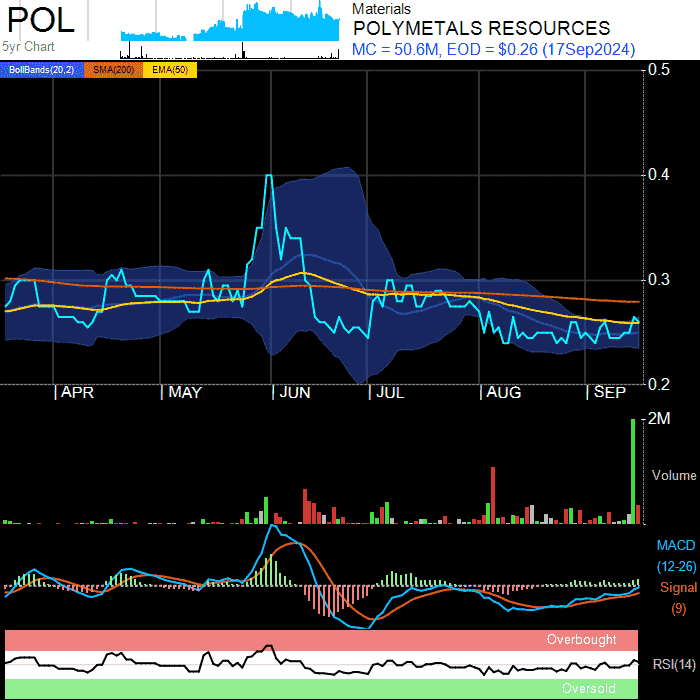 POL
5yr Chart
Materials
POLYMETALS RESOURCES
MC = 50.6M, EOD = $0.26 (17Sep2024)
BollBands(20,2) SMA(200) EMA(50)
0.5
0.4
0.3
0.2
APR MAY JUN JUL AUG SEP
2M
Volume
MACD
(12-26)
Signal
(9)
Overbought
RSI(14)
Oversold